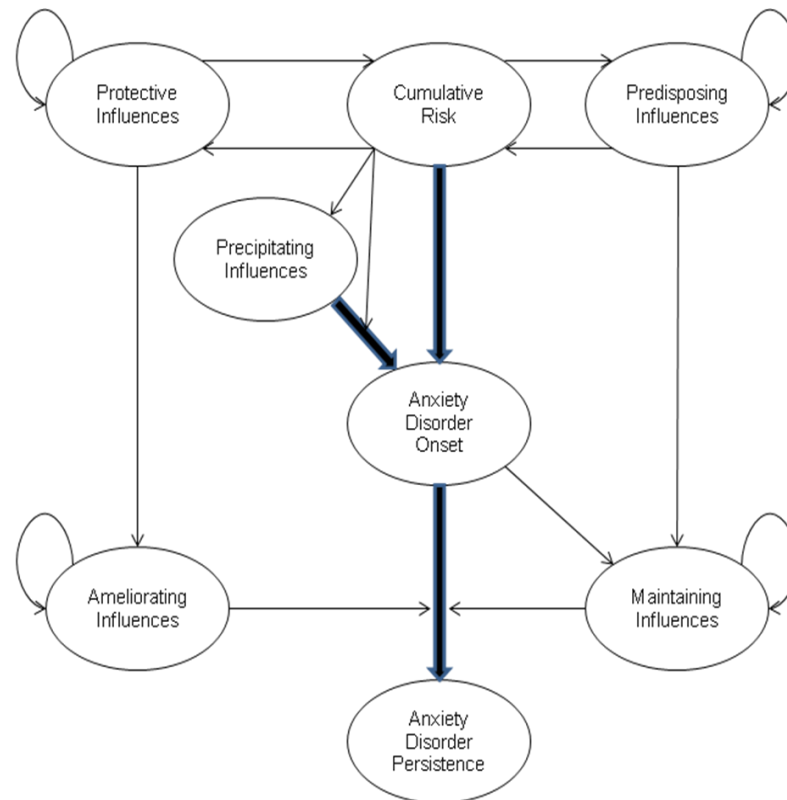 Protective
Influences
Cumulative
Risk
Predisposing
Influences
Precipitating
Influences
Anxiety
Disorder
Onset
Ameliorating
Influences
Maintaining
Influences
Anxiety
Disorder
Persistence